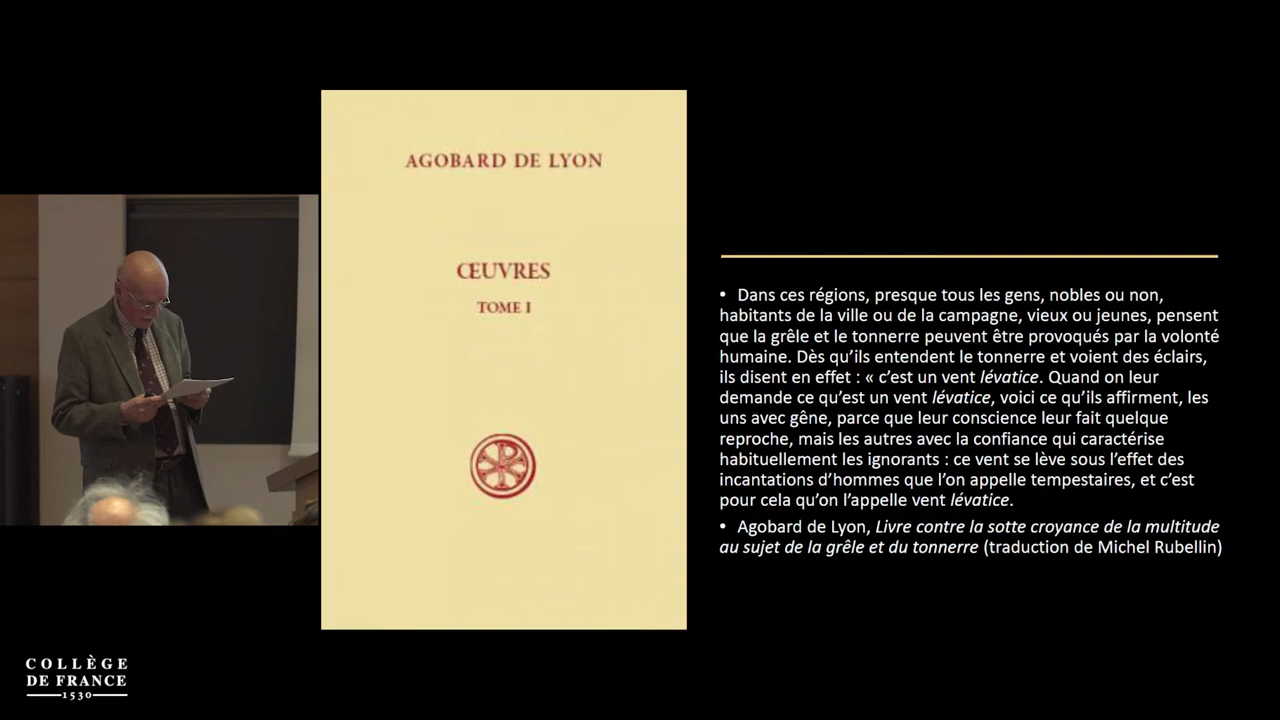 AGOBARD DE LYON
ŒUVRES
TOME I
• Dans ces régions, presque tous les gens, nobles ou non,
habitants de la ville ou de la campagne, vieux ou jeunes, pensent
que la grêle et le tonnerre peuvent être provoqués par la volonté
humaine. Dès qu’ils entendent le tonnerre et voient des éclairs,
ils disent en effet : « c’est un vent lévatice. Quand on leur
demande ce qu’est un vent lévatice, voici ce qu’ils affirment, les
uns avec gêne, parce que leur conscience leur fait quelque
reproche, mais les autres avec la confiance qui caractérise
habituellement les ignorants : ce vent se lève sous l’effet des
incantations d’hommes que l’on appelle tempestaires, et c’est
pour cela qu’on l’appelle vent lévatice.
• Agobard de Lyon, Livre contre la sotte croyance de la multitude
au sujet de la grêle et du tonnerre (traduction de Michel Rubellin)
COLLÈGE
DE FRANCE
1530